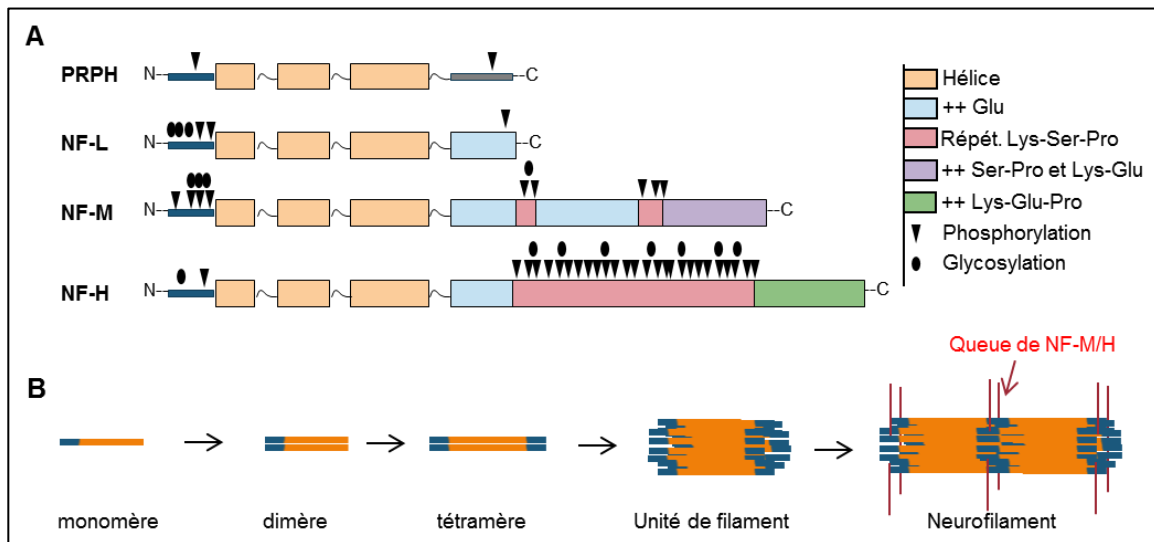 A
PRPH
N
C
NF-L
N
C
NF-M
N
C
NF-H
N
C
Hélice
++ Glu
Répét. Lys-Ser-Pro
++ Ser-Pro et Lys-Glu
++ Lys-Glu-Pro
Phosphorylation
Glycosylation
B
Queue de NF-M/H
monomère
dimère
tétramère
Unité de filament
Neurofilament